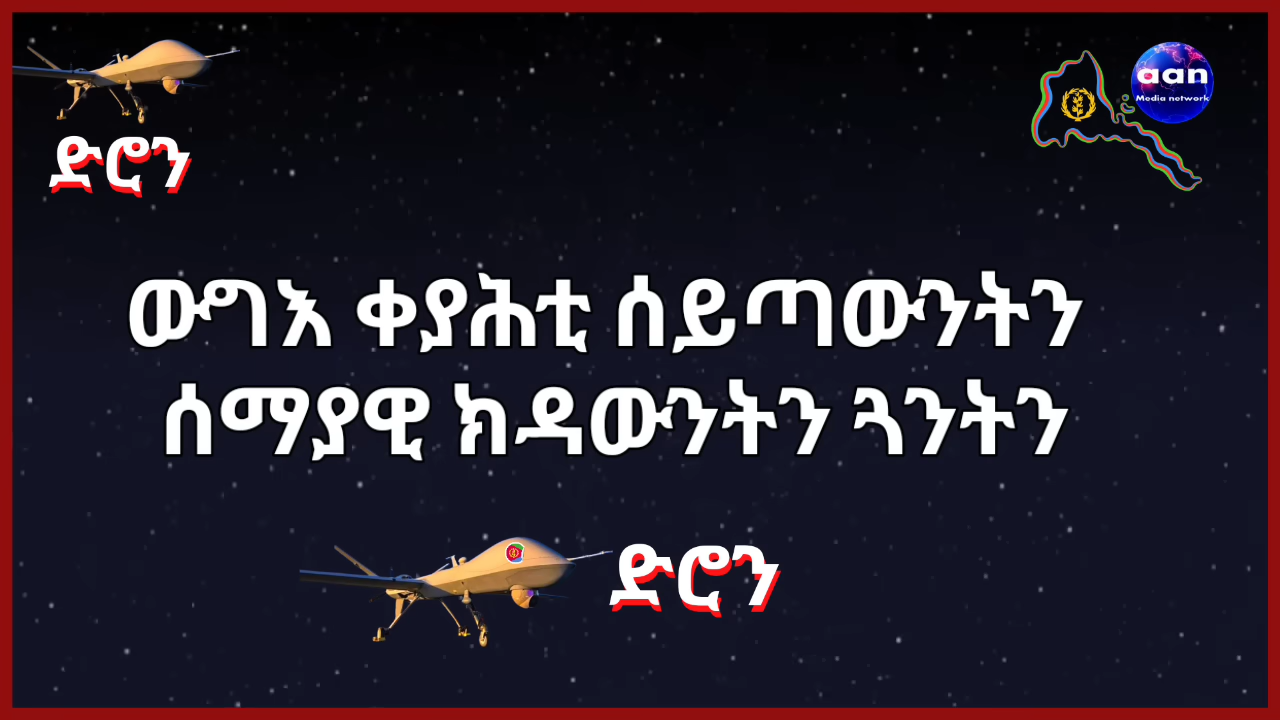 ድሮን
aan
Media network
ውግእ ቀያሕቲ ሰይጣውንትን
ሰማያዊ ክዳውንትን ጓንትን
ድሮን